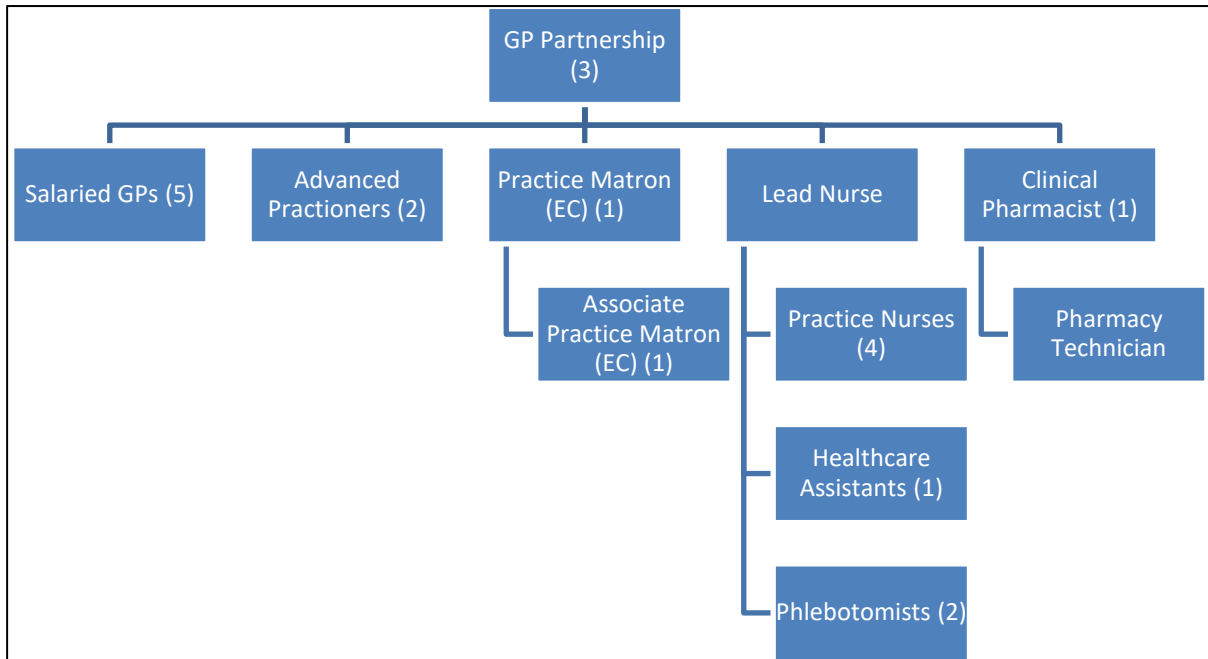 GP Partnership
(3)
Salaried GPs (5)
Advanced
Practioners (2)
Practice Matron
(EC) (1)
Lead Nurse
Clinical
Pharmacist (1)
Associate
Practice Matron
(EC) (1)
Practice Nurses
(4)
Pharmacy
Technician
Healthcare
Assistants (1)
Phlebotomists (2)